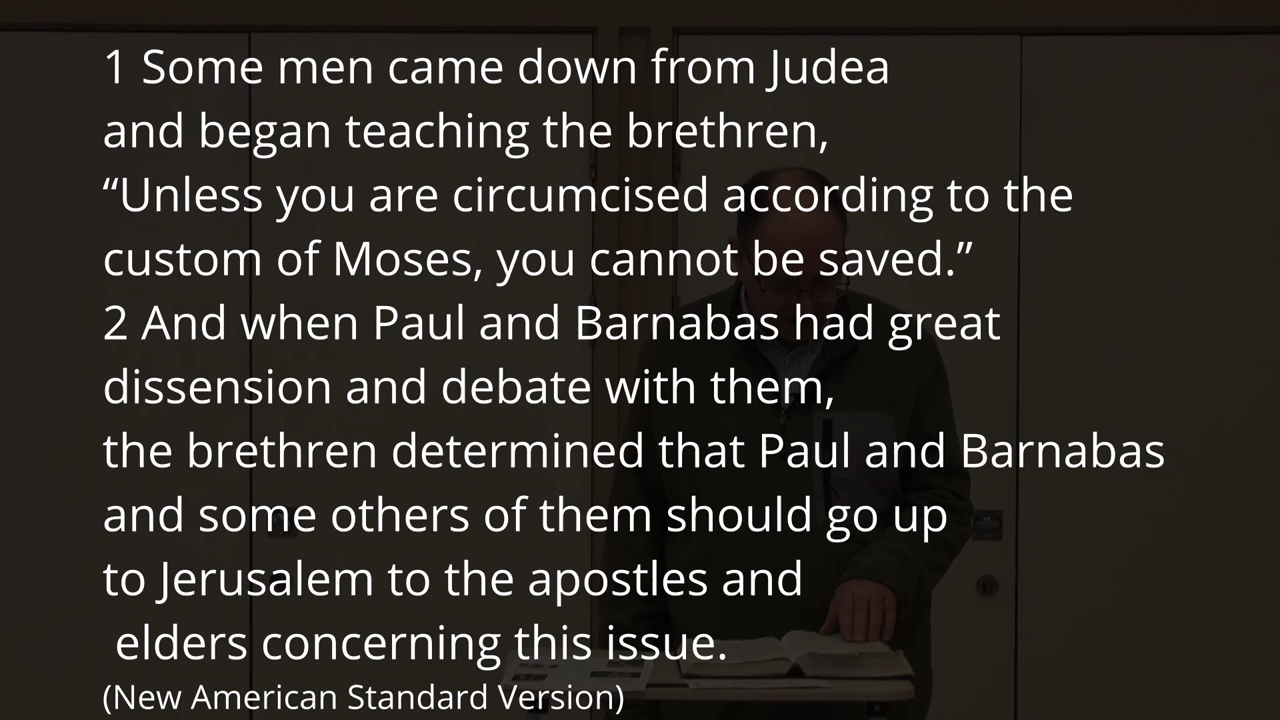 1 Some men came down from Judea
and began teaching the brethren,
“Unless you are circumcised according to the
custom of Moses, you cannot be saved.”
2 And when Paul and Barnabas had great
dissension and debate with them,
the brethren determined that Paul and Barnabas
and some others of them should go up
to Jerusalem to the apostles and
elders concerning this issue.
(New American Standard Version)